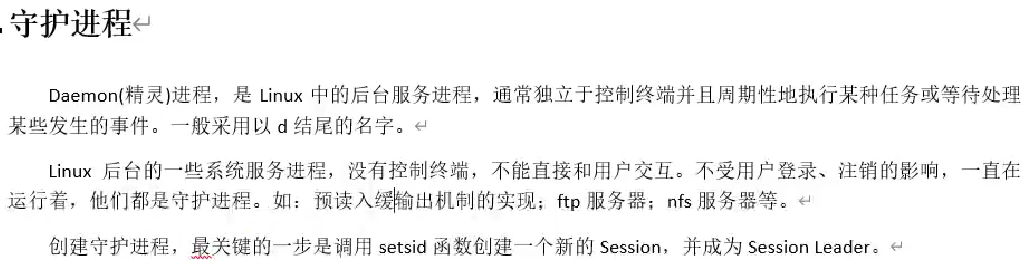 守护进程
Daemon(精灵)进程，是 Linux 中的后台服务进程，通常独立于控制终端并且周期性地执行某种任务或等待处理
某些发生的事件。一般采用以 d 结尾的名字。
Linux 后台的一些系统服务进程，没有控制终端，不能直接和用户交互。不受用户登录、注销的影响，一直在
运行着，他们都是守护进程。如：预读入缓输出机制的实现；ftp 服务器；nfs 服务器等。
创建守护进程，最关键的一步是调用 setsid 函数创建一个新的 Session，并成为 Session Leader。